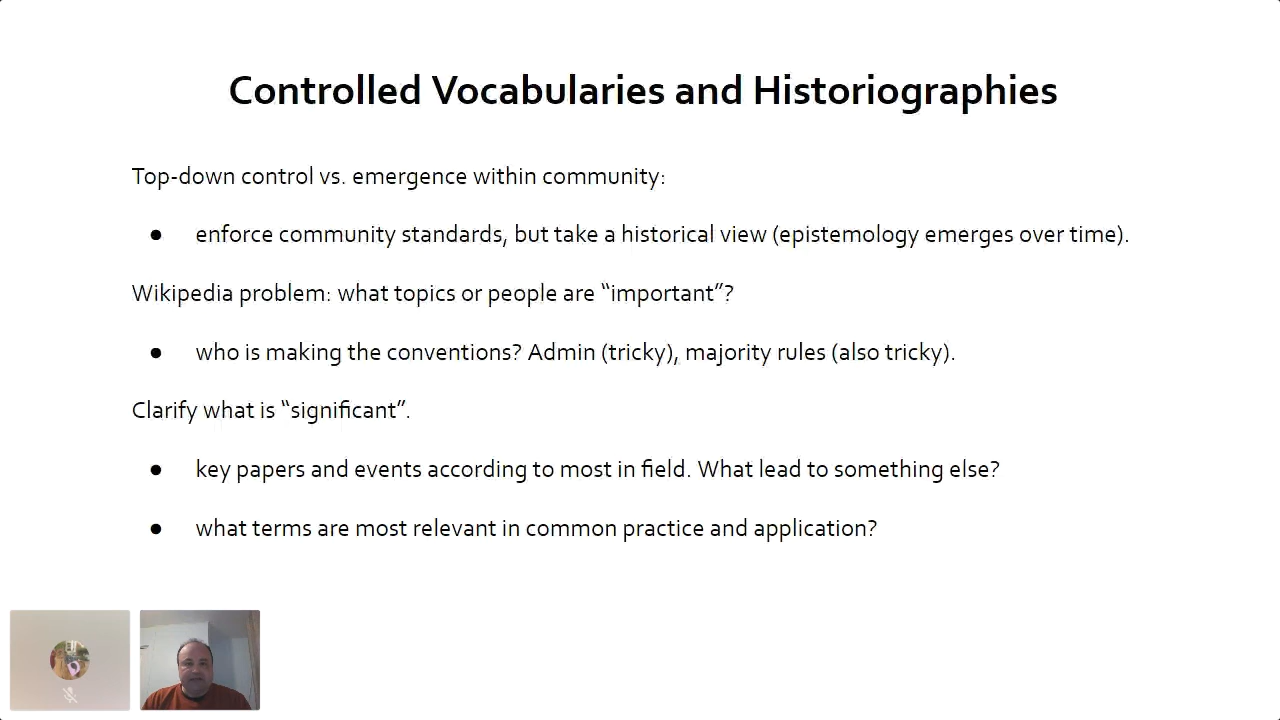 Controlled Vocabularies and Historiographies
Top-down control vs. emergence within community:
● enforce community standards, but take a historical view (epistemology emerges over time).
Wikipedia problem: what topics or people are “important”?
● who is making the conventions? Admin (tricky), majority rules (also tricky).
Clarify what is “significant”.
● key papers and events according to most in field. What lead to something else?
● what terms are most relevant in common practice and application?